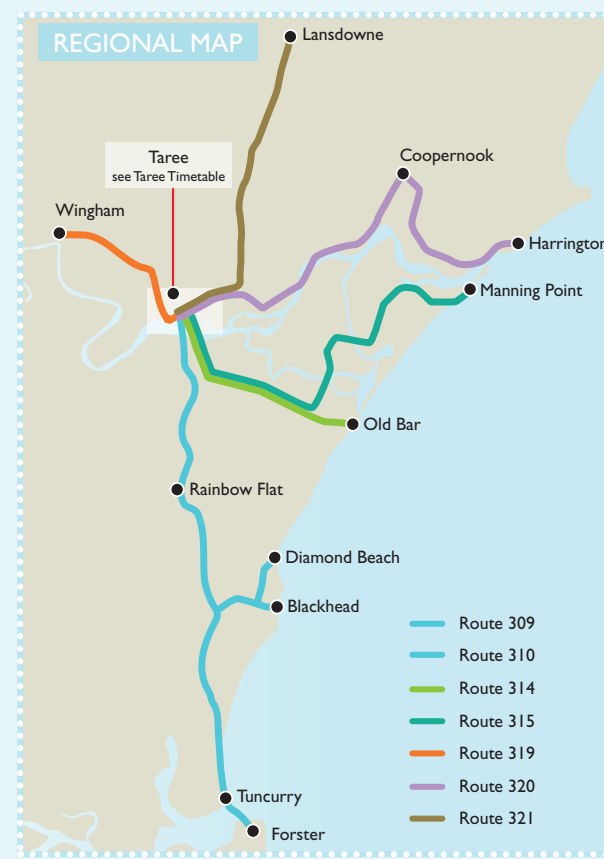 REGIONAL MAP
Lansdowne
Taree
see Taree Timetable
Coopernook
Wingham
Harrington
Manning Point
Old Bar
Rainbow Flat
Diamond Beach
Blackhead
Route 309
Route 310
Route 314
Route 315
Route 319
Route 320
Route 321
Tuncurry
Forster